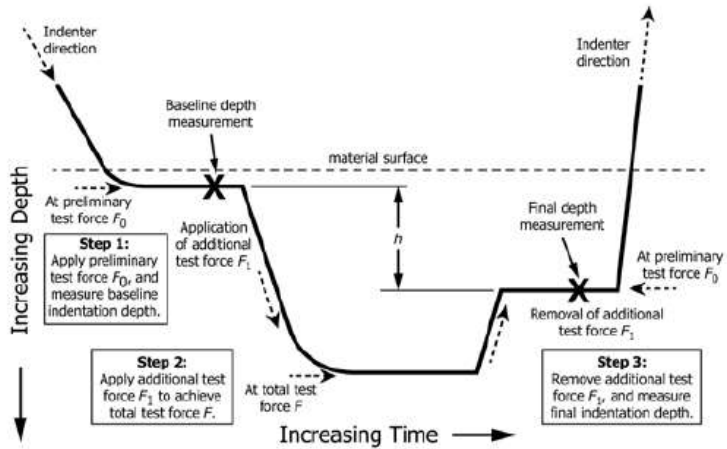 Indenter
direction
Indenter
direction
Baseline depth
measurement
material surface
At preliminary
test force F₀
Step 1:
Apply preliminary
test force F₀, and
measure baseline
indentation depth.
Application
of additional
test force F₁
h
Final depth
measurement
At preliminary
test force F₀
Removal of additional
test force F₁
Step 2:
Apply additional test
force F₁ to achieve
total test force F.
At total test
force F
Step 3:
Remove additional test
force F₁, and measure
final indentation depth.
Increasing Depth
Increasing Time
X
X